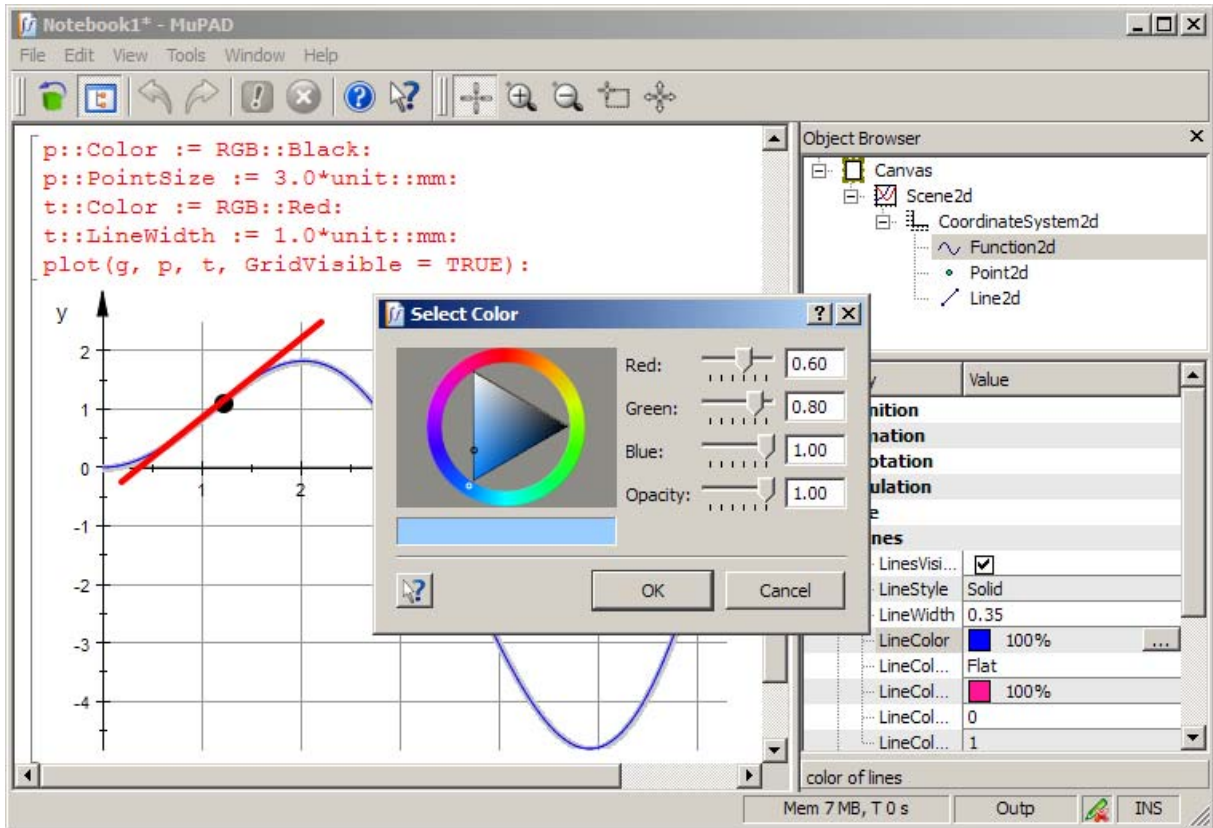 Notebook1* - MuPAD
File Edit View Tools Window Help
p::Color := RGB::Black:
p::PointSize := 3.0*unit::mm:
t::Color := RGB::Red:
t::LineWidth := 1.0*unit::mm:
plot(g, p, t, GridVisible = TRUE):
y
2
1
0
-1
-2
-3
-4
1
2
Select Color
Red: 0.60
Green: 0.80
Blue: 1.00
Opacity: 1.00
OK Cancel
Object Browser
Canvas
Scene2d
CoordinateSystem2d
Function2d
Point2d
Line2d
y Value
nition
mation
otation
ulation
e
nes
LinesVisi...
LineStyle Solid
LineWidth 0.35
LineColor 100% ...
LineCol... Flat
LineCol... 100%
LineCol... 0
LineCol... 1
color of lines
Mem 7 MB, T 0 s Outp INS